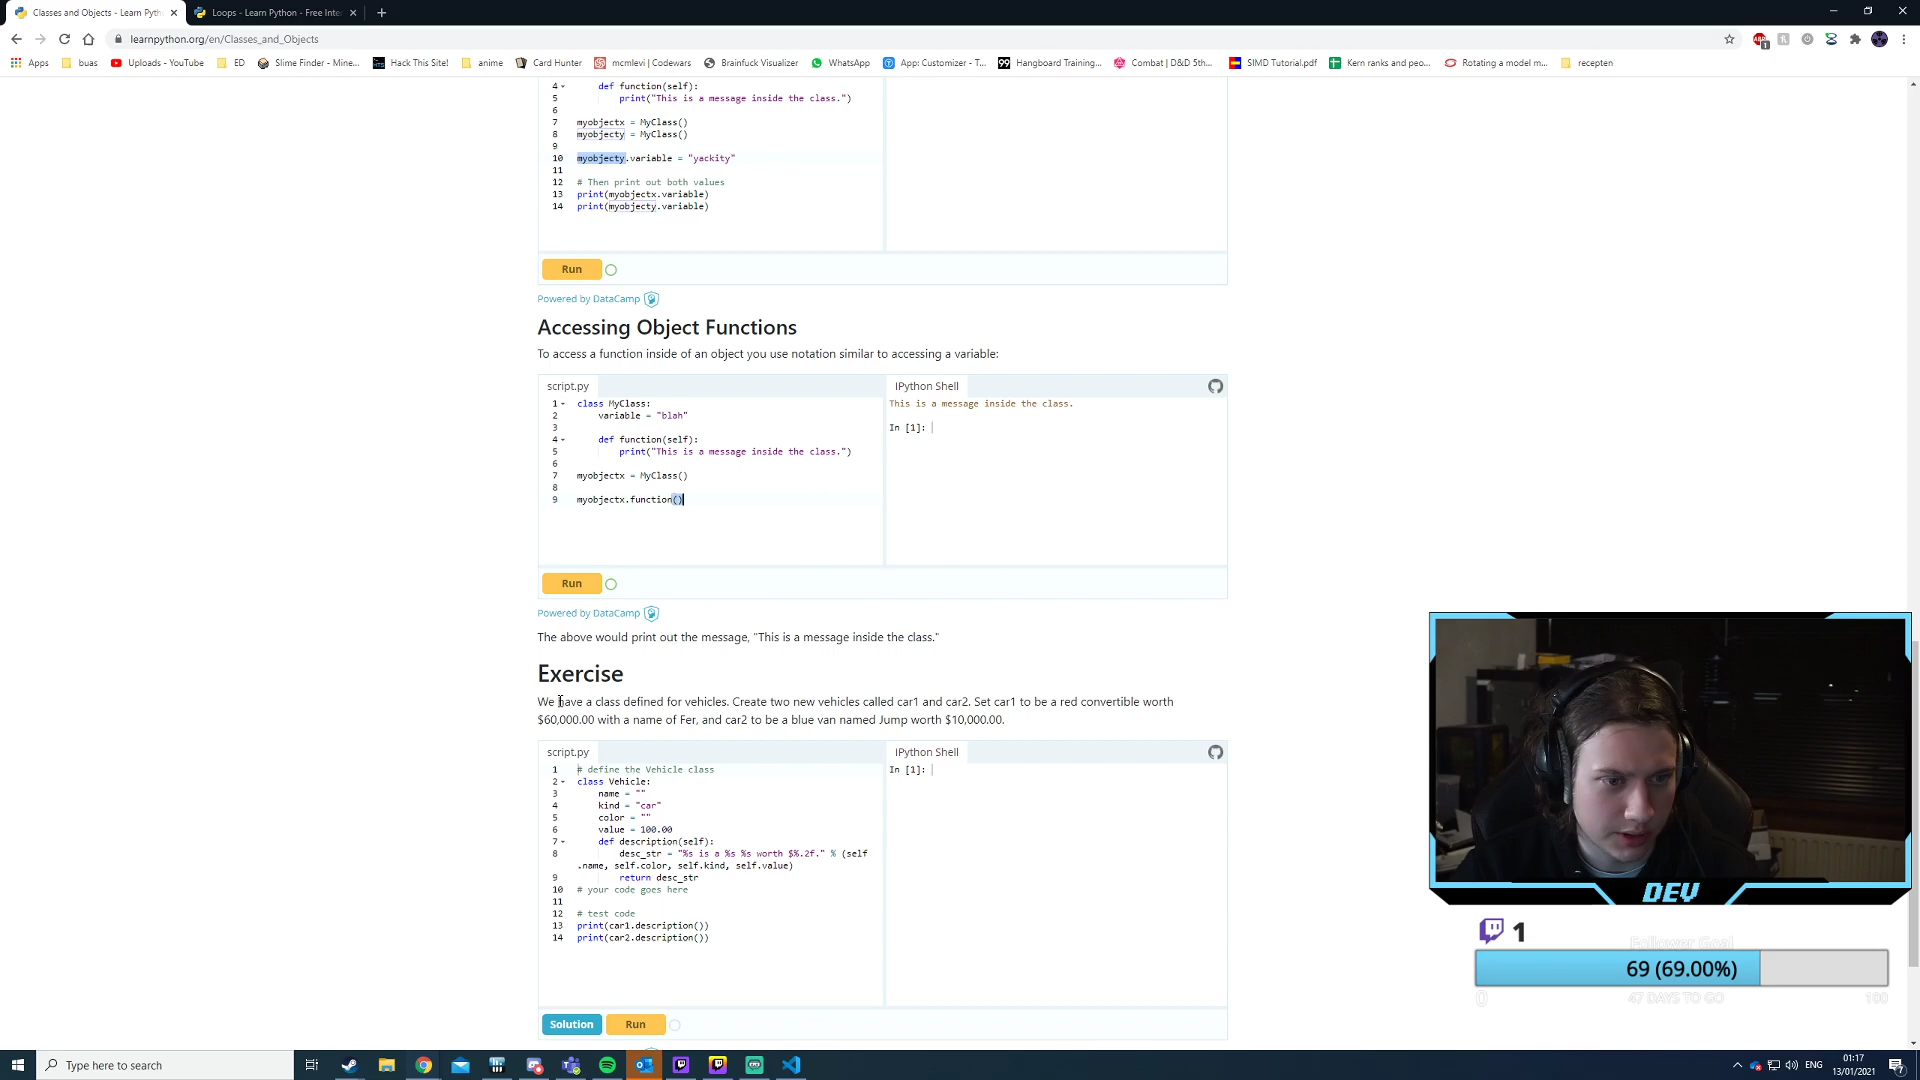 Classes and Objects - Learn Pyth
Loops - Learn Python - Free Inte
learnpython.org/en/Classes_and_Objects
Apps
buas
Uploads - YouTube
ED
Slime Finder - Mine...
Hack This Site!
anime
Card Hunter
mcmlevi | Codewars
Brainfuck Visualizer
WhatsApp
App: Customizer - T...
Hangboard Training...
Combat | D&D 5th...
SIMD Tutorial.pdf
Kern ranks and peo...
Rotating a model m...
recepten
4 def function(self):
5 print("This is a message inside the class.")
6
7 myobjectx = MyClass()
8 myobjecty = MyClass()
9
10 myobjecty.variable = "yackity"
11
12 # Then print out both values
13 print(myobjectx.variable)
14 print(myobjecty.variable)
Run
Powered by DataCamp
Accessing Object Functions
To access a function inside of an object you use notation similar to accessing a variable:
script.py
IPython Shell
1 class MyClass:
2 variable = "blah"
3
4 def function(self):
5 print("This is a message inside the class.")
6
7 myobjectx = MyClass()
8
9 myobjectx.function()
This is a message inside the class.
In [1]:
Run
Powered by DataCamp
The above would print out the message, "This is a message inside the class."
Exercise
We have a class defined for vehicles. Create two new vehicles called car1 and car2. Set car1 to be a red convertible worth
$60,000.00 with a name of Fer, and car2 to be a blue van named Jump worth $10,000.00.
script.py
IPython Shell
1 # define the Vehicle class
2 class Vehicle:
3 name = ""
4 kind = "car"
5 color = ""
6 value = 100.00
7 def description(self):
8 desc_str = "%s is a %s %s worth $%.2f." % (self
.name, self.color, self.kind, self.value)
9 return desc_str
10 # your code goes here
11
12 # test code
13 print(car1.description())
14 print(car2.description())
In [1]:
Solution
Run
DEV
1
Follower Goal
69 (69.00%)
0
47 DAYS TO GO
100
Type here to search
ENG
01:17
13/01/2021